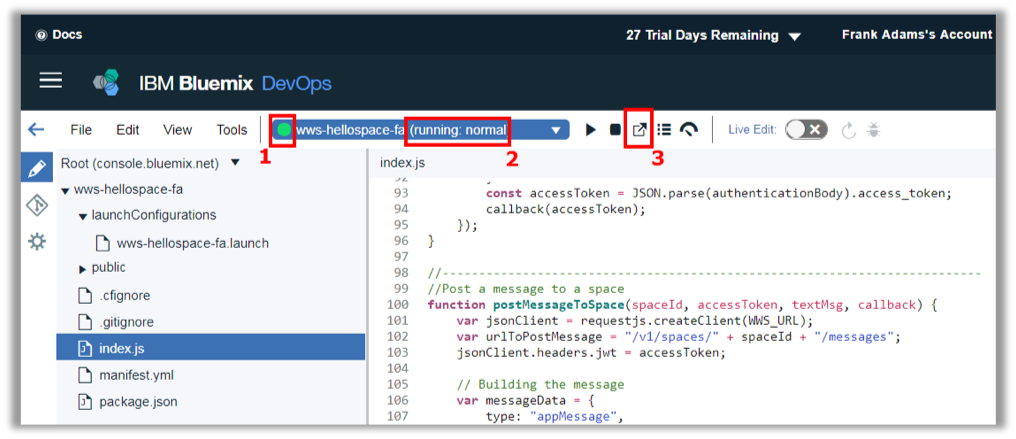 Docs
27 Trial Days Remaining
Frank Adams's Account
IBM Bluemix DevOps
File Edit View Tools
wws-hellospace-fa (running: normal
Live Edit:
1
2
3
Root (console.bluemix.net)
index.js
wws-hellospace-fa
launchConfigurations
wws-hellospace-fa.launch
public
.cfignore
.gitignore
index.js
manifest.yml
package.json
92 }
93 const accessToken = JSON.parse(authenticationBody).access_token;
94 callback(accessToken);
95 });
96 }
97
98 //--------------------------------------------------------------------------
99 //Post a message to a space
100 function postMessageToSpace(spaceId, accessToken, textMsg, callback) {
101 var jsonClient = requestjs.createClient(WWS_URL);
102 var urlToPostMessage = "/v1/spaces/" + spaceId + "/messages";
103 jsonClient.headers.jwt = accessToken;
104
105 // Building the message
106 var messageData = {
107 type: "appMessage",